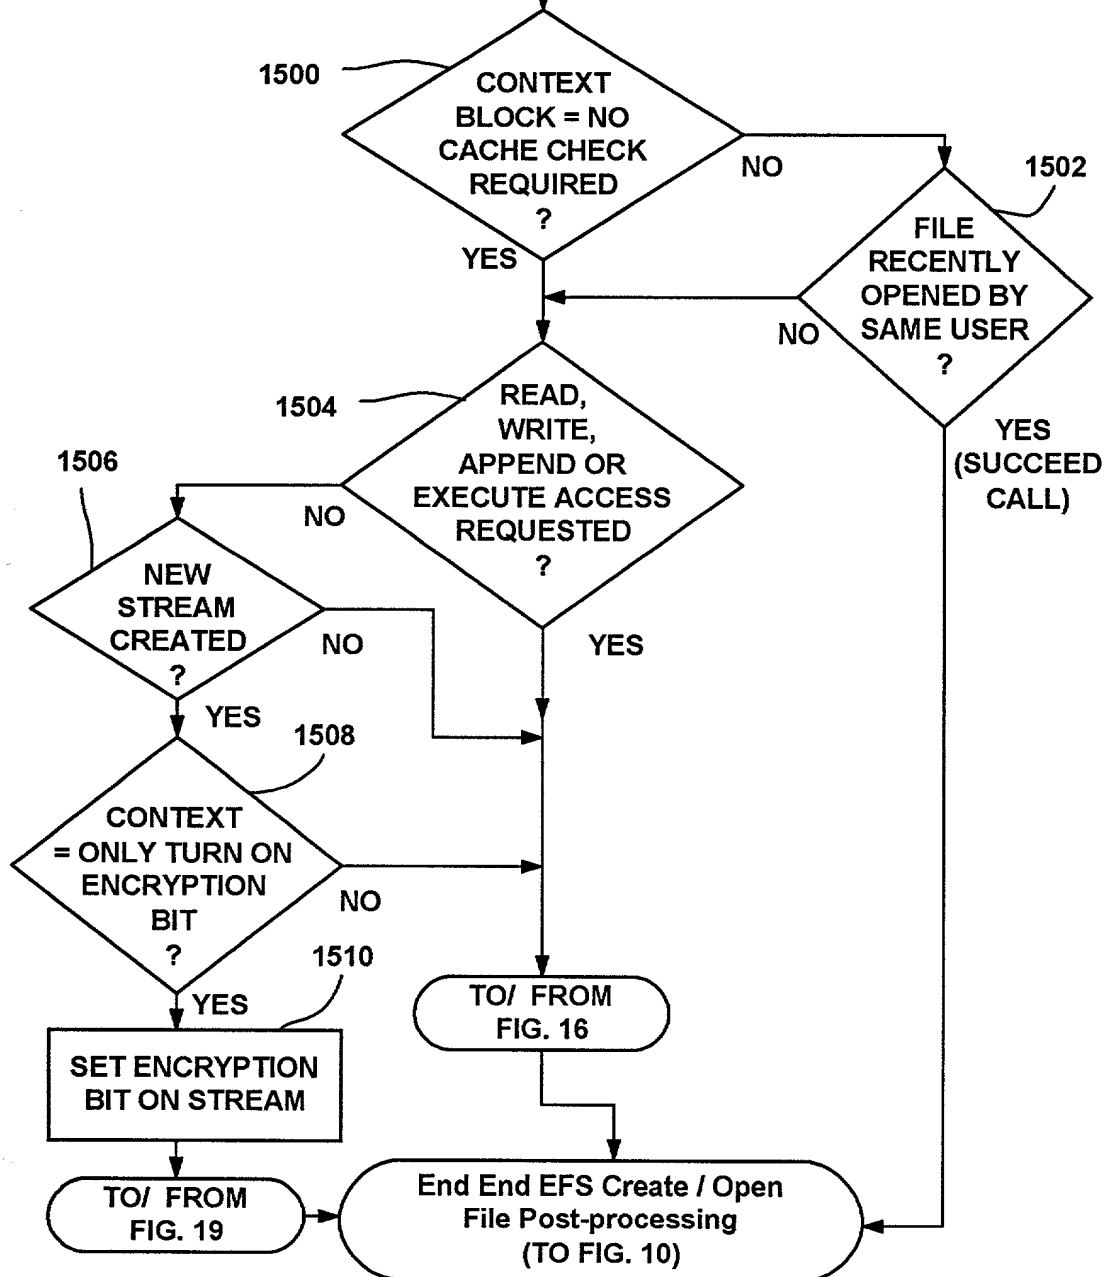 1500
CONTEXT
BLOCK = NO
CACHE CHECK
REQUIRED
?
NO
YES
1502
FILE
RECENTLY
OPENED BY
SAME USER
?
NO
YES
(SUCCEED
CALL)
1504
READ,
WRITE,
APPEND OR
EXECUTE ACCESS
REQUESTED
?
NO
YES
1506
NEW
STREAM
CREATED
?
NO
YES
1508
CONTEXT
= ONLY TURN ON
ENCRYPTION
BIT
?
NO
YES
1510
SET ENCRYPTION
BIT ON STREAM
TO/ FROM
FIG. 16
TO/ FROM
FIG. 19
End End EFS Create / Open
File Post-processing
(TO FIG. 10)